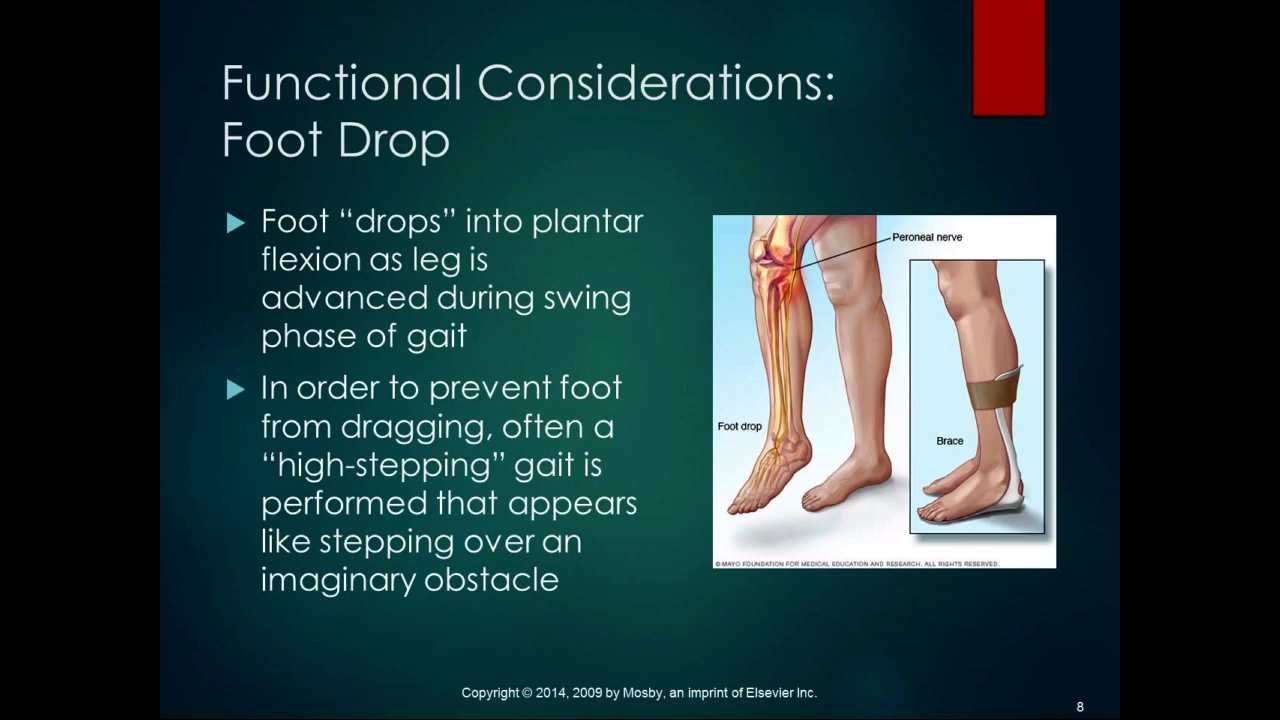 Functional Considerations:
Foot Drop
Foot “drops” into plantar
flexion as leg is
advanced during swing
phase of gait
In order to prevent foot
from dragging, often a
“high-stepping” gait is
performed that appears
like stepping over an
imaginary obstacle
Peroneal nerve
Foot drop
Brace
© MAYO FOUNDATION FOR MEDICAL EDUCATION AND RESEARCH. ALL RIGHTS RESERVED.
Copyright © 2014, 2009 by Mosby, an imprint of Elsevier Inc.
8